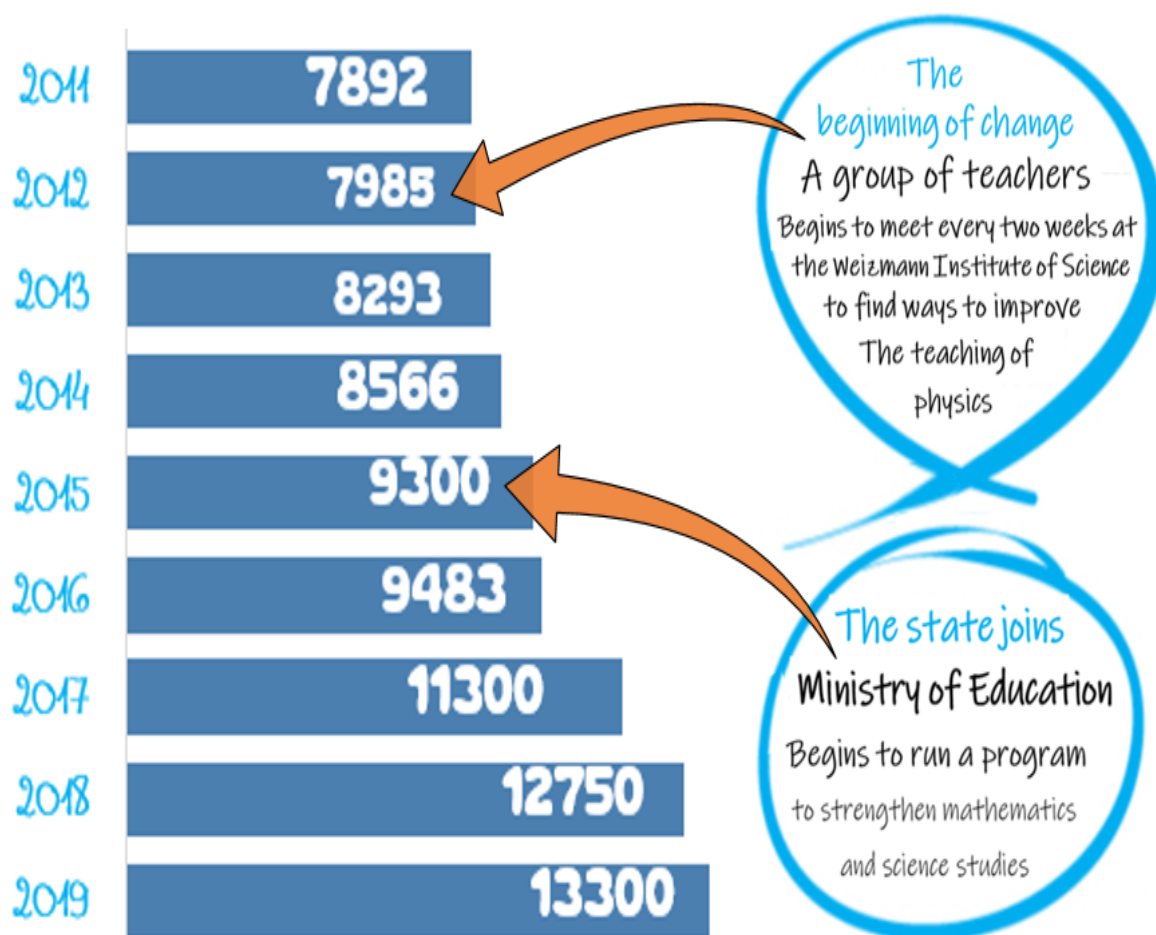 2011 7892
2012 7985
2013 8293
2014 8566
2015 9300
2016 9483
2017 11300
2018 12750
2019 13300
The
beginning of change
A group of teachers
Begins to meet every two weeks at
the Weizmann Institute of Science
to find ways to improve
The teaching of
physics
The state joins
Ministry of Education
Begins to run a program
to strengthen mathematics
and science studies